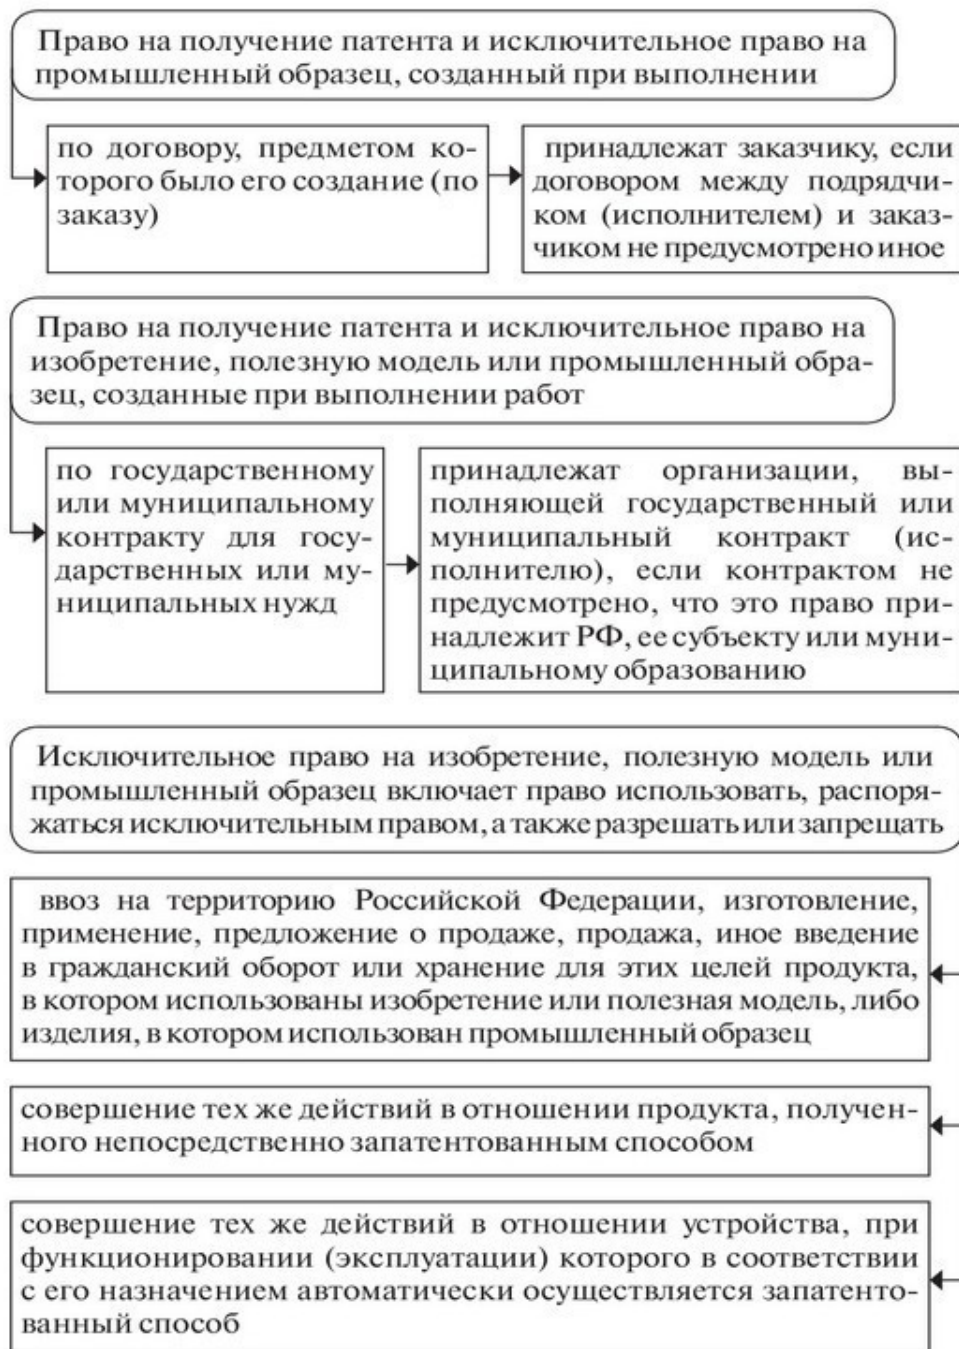 Право на получение патента и исключительное право на
промышленный образец, созданный при выполнении
по договору, предметом ко-
торого было его создание (по
заказу)
принадлежат заказчику, если
договором между подрядчи-
ком (исполнителем) и заказ-
чиком не предусмотрено иное
Право на получение патента и исключительное право на
изобретение, полезную модель или промышленный обра-
зец, созданные при выполнении работ
по государственному
или муниципальному
контракту для госу-
дарственных или му-
ниципальных нужд
принадлежат организации, вы-
полняющей государственный или
муниципальный контракт (ис-
полнителю), если контрактом не
предусмотрено, что это право при-
надлежит РФ, ее субъекту или муни-
ципальному образованию
Исключительное право на изобретение, полезную модель или
промышленный образец включает право использовать, распоря-
жаться исключительным правом, а также разрешать или запрещать
ввоз на территорию Российской Федерации, изготовление,
применение, предложение о продаже, продажа, иное введение
в гражданский оборот или хранение для этих целей продукта,
в котором использованы изобретение или полезная модель, либо
изделия, в котором использован промышленный образец
совершение тех же действий в отношении продукта, получен-
ного непосредственно запатентованным способом
совершение тех же действий в отношении устройства, при
функционировании (эксплуатации) которого в соответствии
с его назначением автоматически осуществляется запатенто-
ванный способ